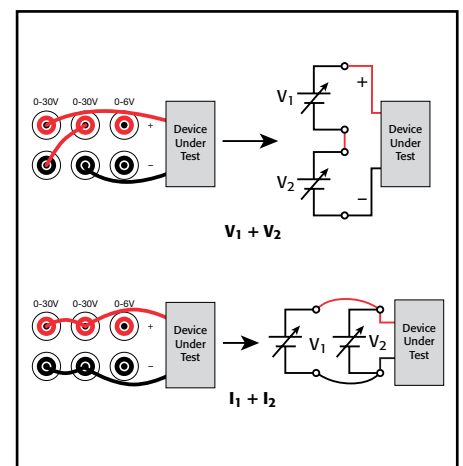 0-30V 0-30V 0-6V
+
−
Device
Under
Test
V1
V2
+
−
Device
Under
Test
V1 + V2
0-30V 0-30V 0-6V
+
−
Device
Under
Test
V1
V2
Device
Under
Test
I1 + I2